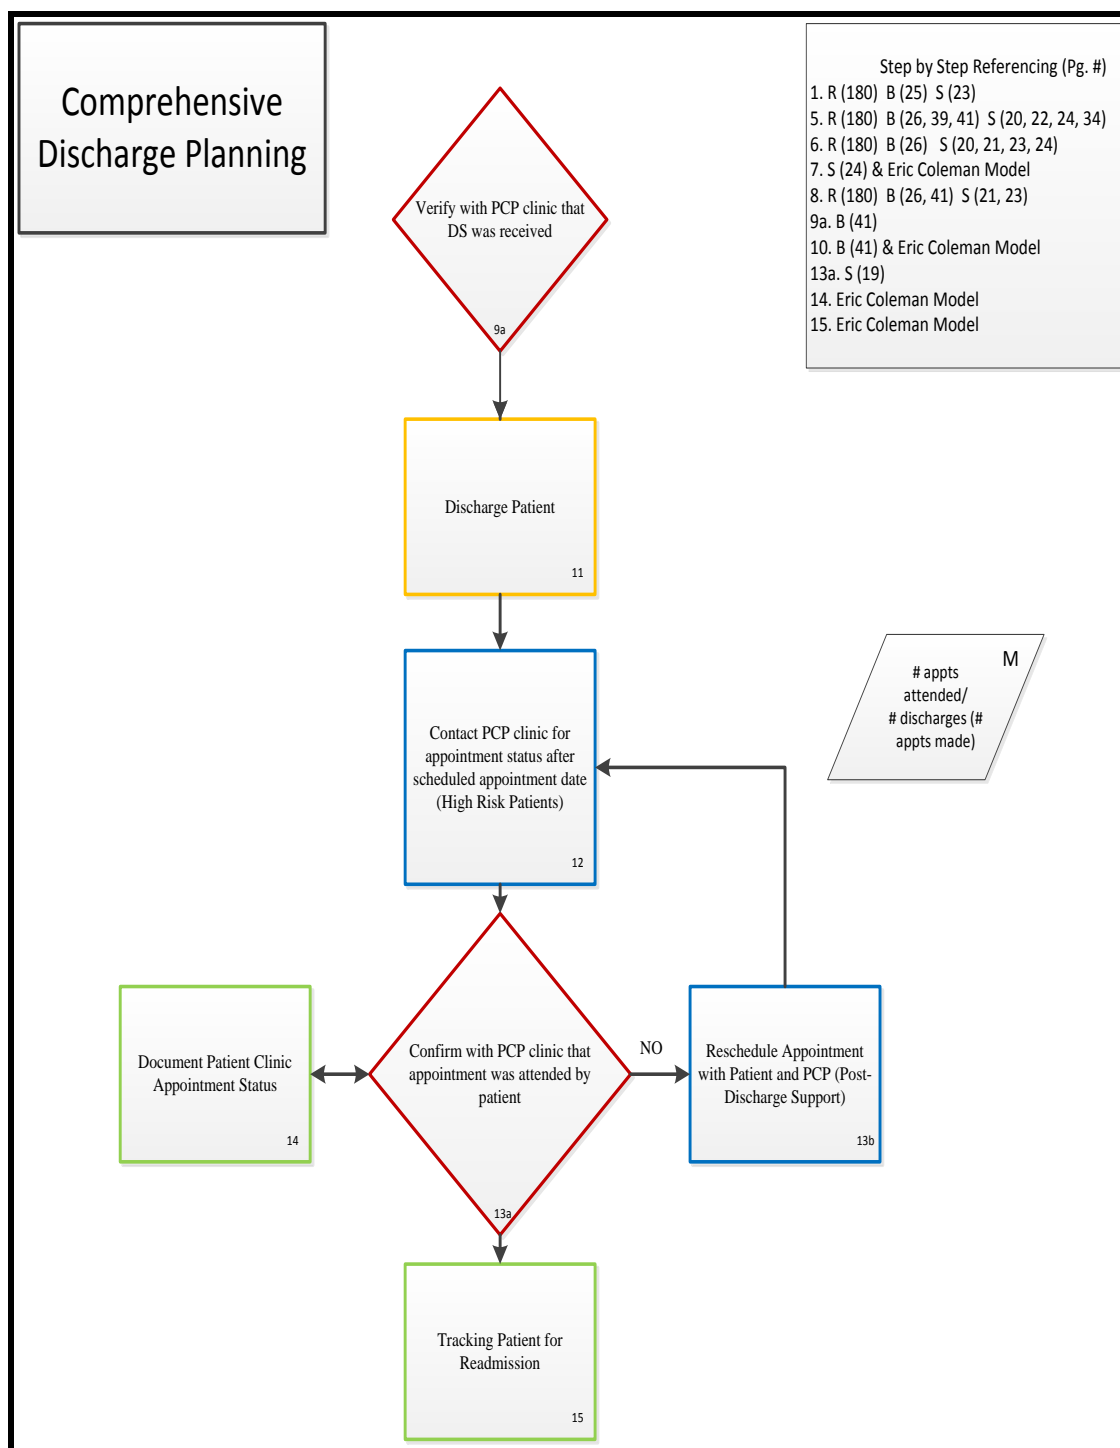 Comprehensive
Discharge Planning
Step by Step Referencing (Pg. #)
1. R (180)  B (25)  S (23)
5. R (180)  B (26, 39, 41)  S (20, 22, 24, 34)
6. R (180)  B (26)   S (20, 21, 23, 24)
7. S (24) & Eric Coleman Model
8. R (180)  B (26, 41)  S (21, 23)
9a. B (41)
10. B (41) & Eric Coleman Model
13a. S (19)
14. Eric Coleman Model
15. Eric Coleman Model
Verify with PCP clinic that
DS was received
9a
Discharge Patient
11
Contact PCP clinic for
appointment status after
scheduled appointment date
(High Risk Patients)
12
M
# appts
attended/
# discharges (#
appts made)
Document Patient Clinic
Appointment Status
14
Confirm with PCP clinic that
appointment was attended by
patient
13a
NO
Reschedule Appointment
with Patient and PCP (Post-
Discharge Support)
13b
Tracking Patient for
Readmission
15